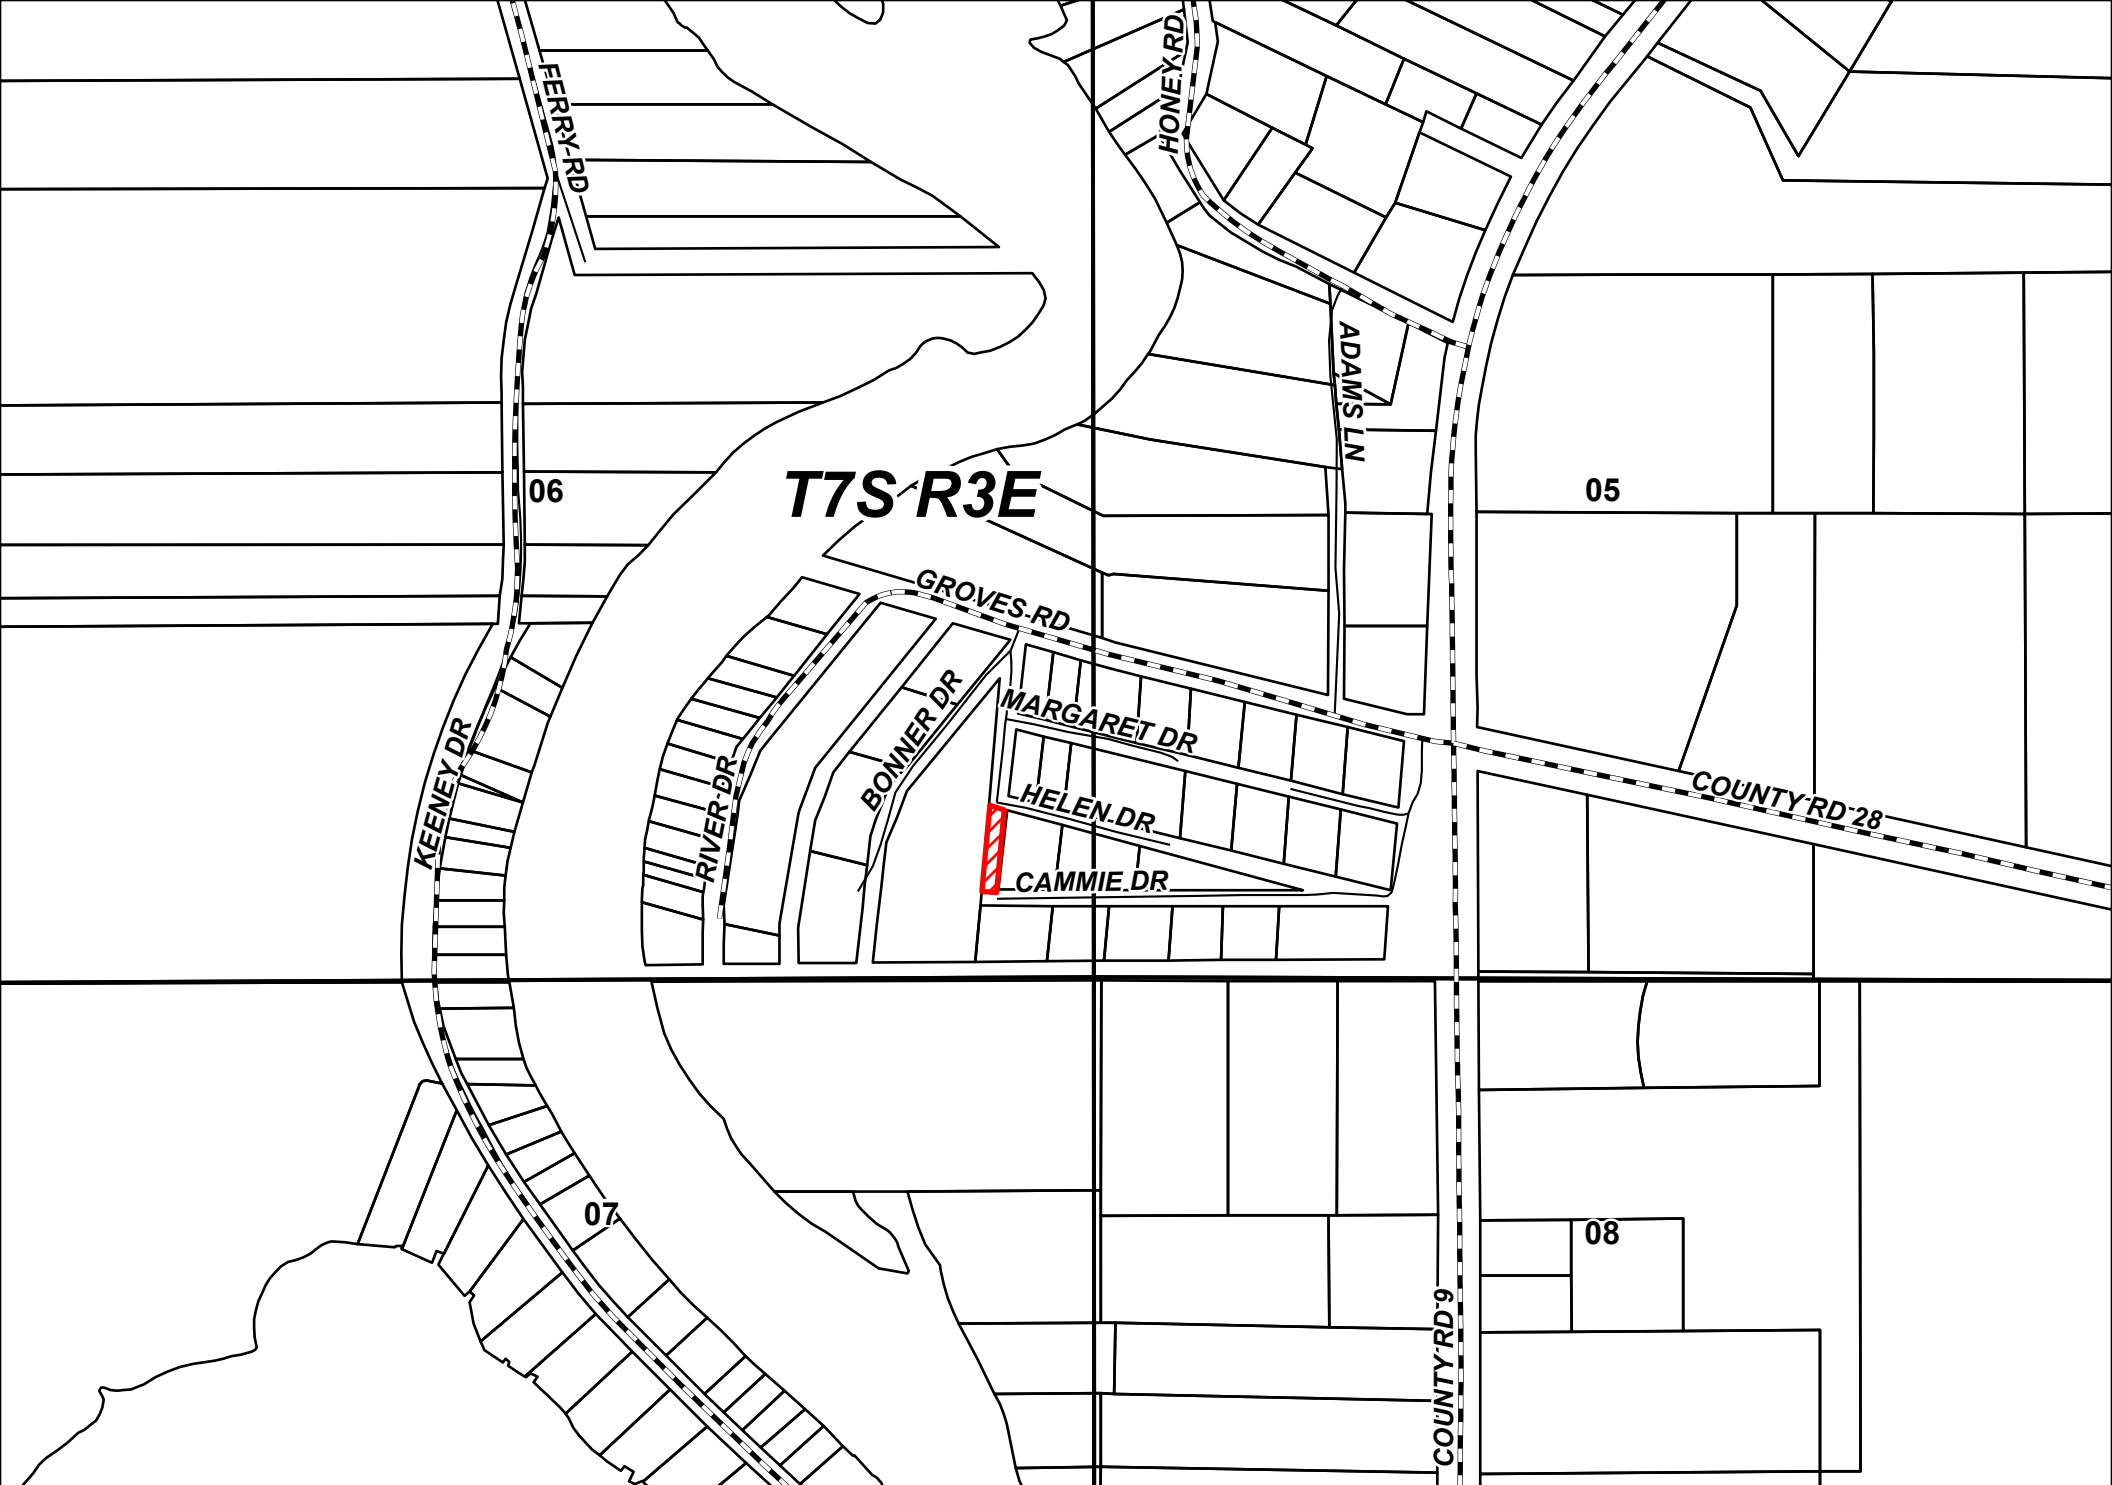 HONEY RD
FERRY RD
ADAMS LN
T7S R3E
06
05
GROVES RD
BONNER DR
MARGARET DR
KEENEY DR
RIVER DR
HELEN DR
COUNTY RD 28
CAMMIE DR
07
08
COUNTY RD 9